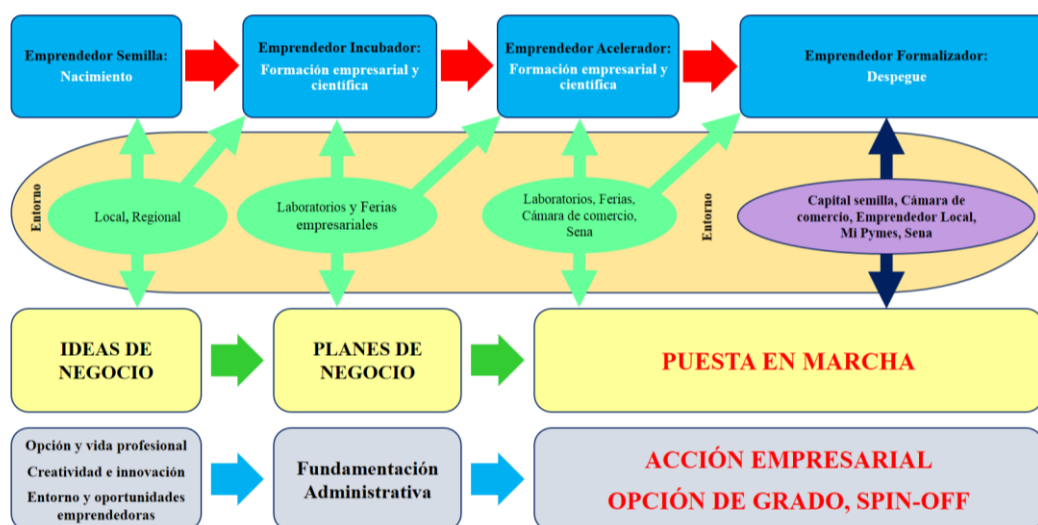 Emprendedor Semilla:
Nacimiento
Emprendedor Incubador:
Formación empresarial y
científica
Emprendedor Acelerador:
Formación empresarial y
científica
Emprendedor Formalizador:
Despegue
Entorno
Local, Regional
Laboratorios y Ferias
empresariales
Laboratorios, Ferias,
Cámara de comercio,
Sena
Entorno
Capital semilla, Cámara de
comercio, Emprendedor Local,
Mi Pymes, Sena
IDEAS DE
NEGOCIO
PLANES DE
NEGOCIO
PUESTA EN MARCHA
Opción y vida profesional
Creatividad e innovación
Entorno y oportunidades
emprendedoras
Fundamentación
Administrativa
ACCIÓN EMPRESARIAL
OPCIÓN DE GRADO, SPIN-OFF